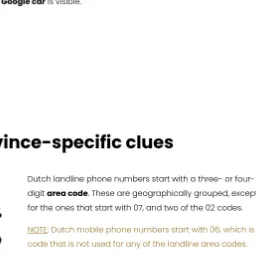 Google car is visible.
vince-specific clues
Dutch landline phone numbers start with a three- or four-
digit area code. These are geographically grouped, except
for the ones that start with 07, and two of the 02 codes.
NOTE: Dutch mobile phone numbers start with 06, which is
code that is not used for any of the landline area codes.